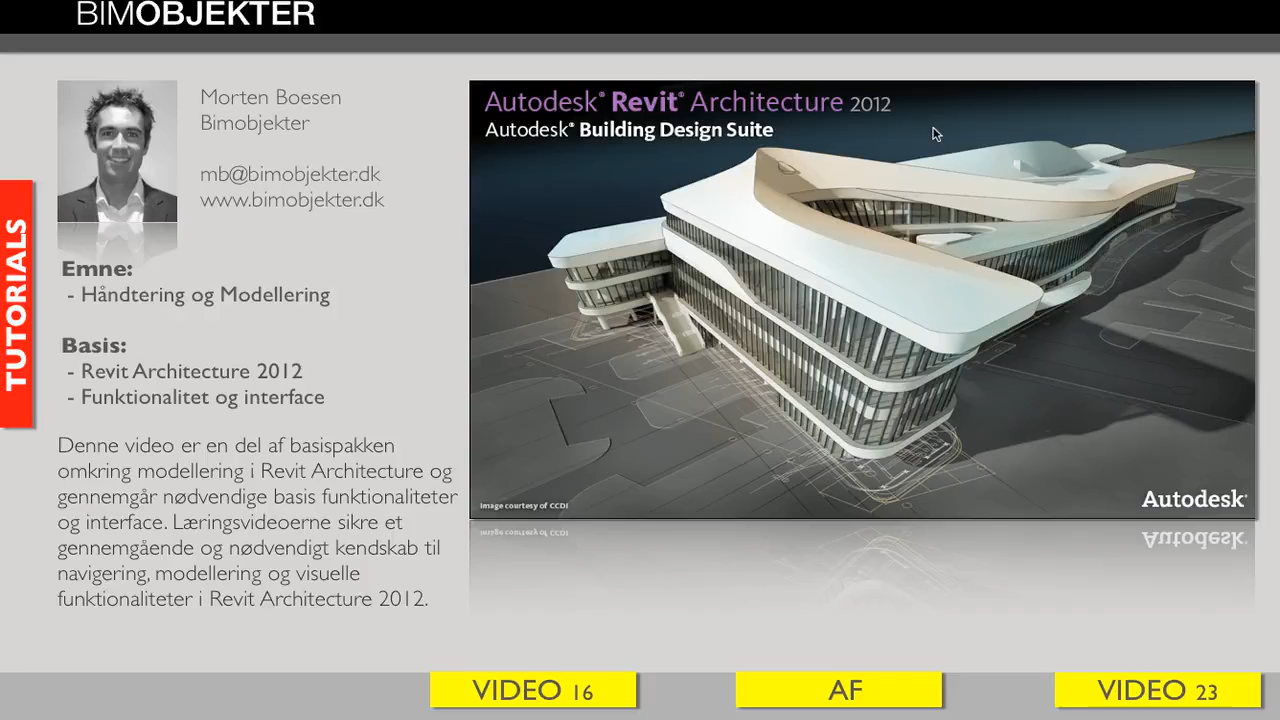 BIMOBJEKTER
Morten Boesen
Bimobjekter
mb@bimobjekter.dk
www.bimobjekter.dk
TUTORIALS
Emne:
- Håndtering og Modellering
Basis:
- Revit Architecture 2012
- Funktionalitet og interface
Denne video er en del af basispakken
omkring modellering i Revit Architecture og
gennemgår nødvendige basis funktionaliteter
og interface. Læringsvideoerne sikre et
gennemgående og nødvendigt kendskab til
navigering, modellering og visuelle
funktionaliteter i Revit Architecture 2012.
Autodesk® Revit® Architecture 2012
Autodesk® Building Design Suite
Image courtesy of CCDI
Autodesk®
VIDEO 16
AF
VIDEO 23